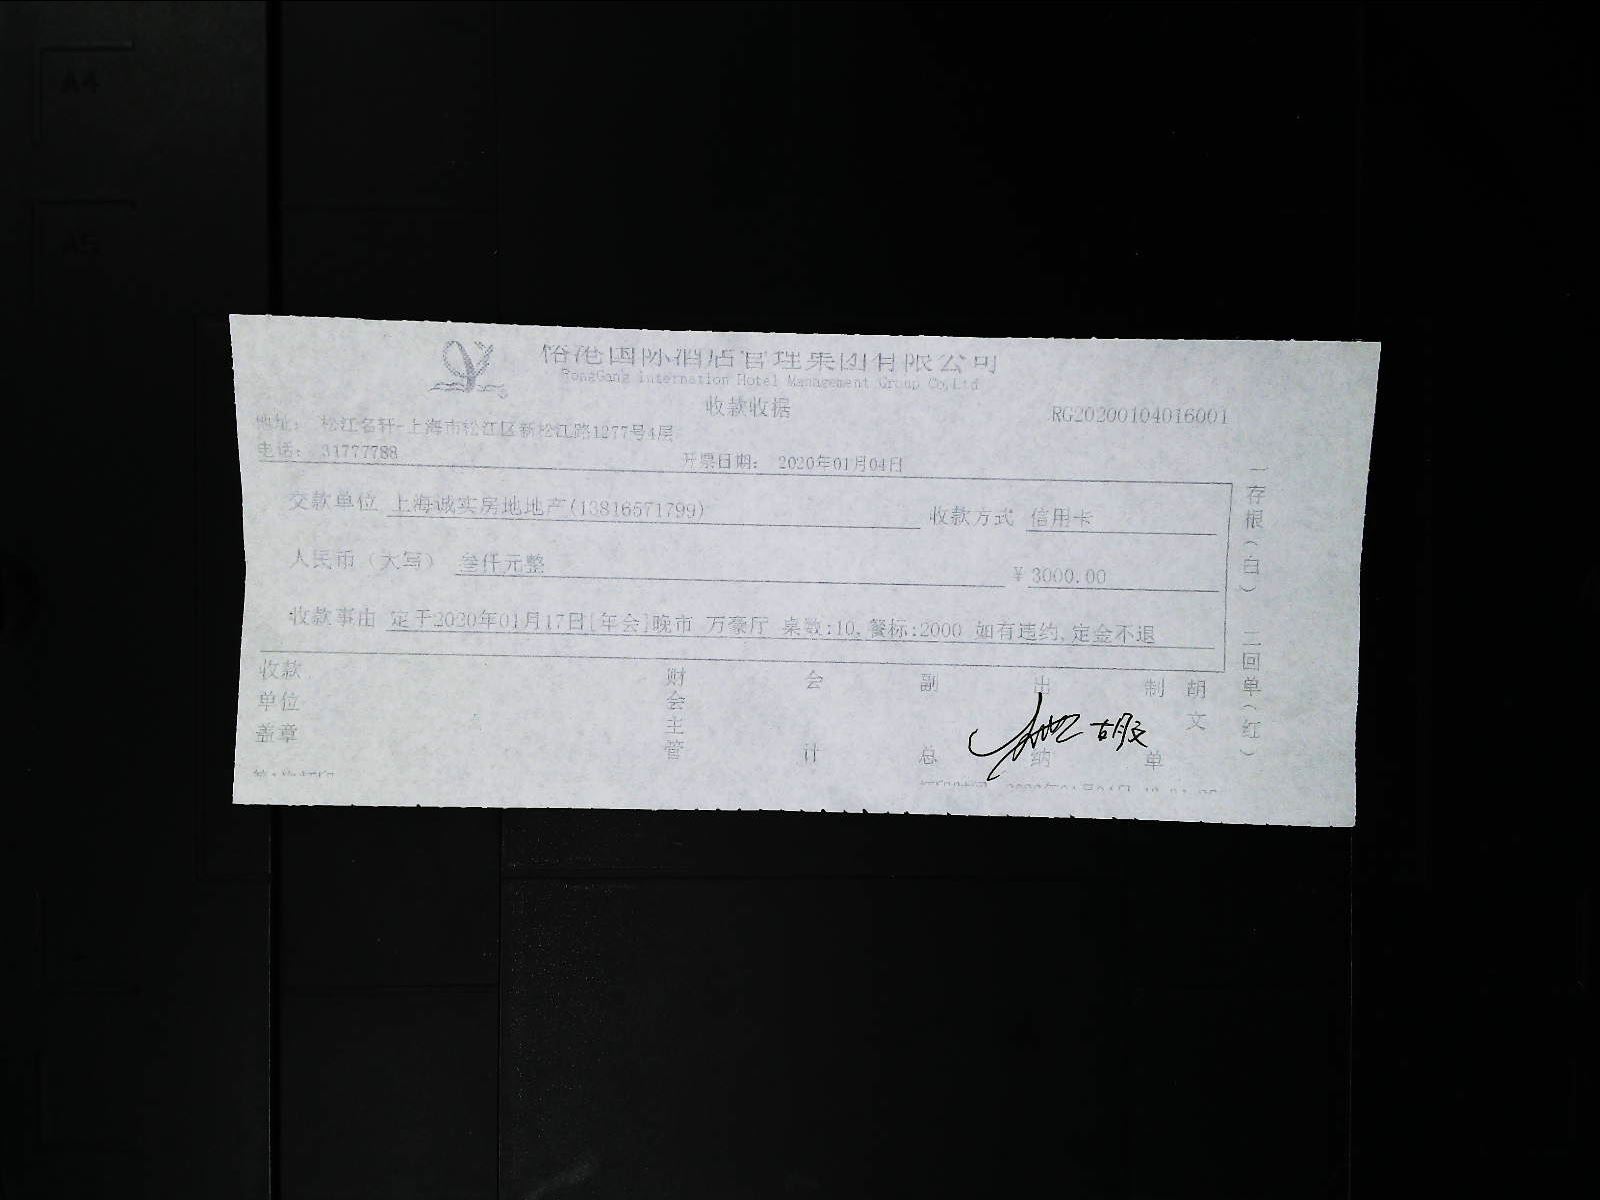 国际酒店管理集团有限公司
RongGang Internation Hotel Management Group Co,Ltd
收款收据
RG20200104016001
地址： 松江名轩-上海市松江区新松江路1277号4层
电话： 31777788
开票日期： 2020年01月04日
交款单位 上海诚实房地地产(13816571799) 收款方式 信用卡
人民币（大写） 叁仟元整 ¥ 3000.00
收款事由 定于2020年01月17日[年会]晚市 万豪厅 桌数:10,餐标:2000 如有违约,定金不退
收款单位盖章 财会主管 会计 副总 出纳 制单 胡文
胡文
一存根（白） 二回单（红）